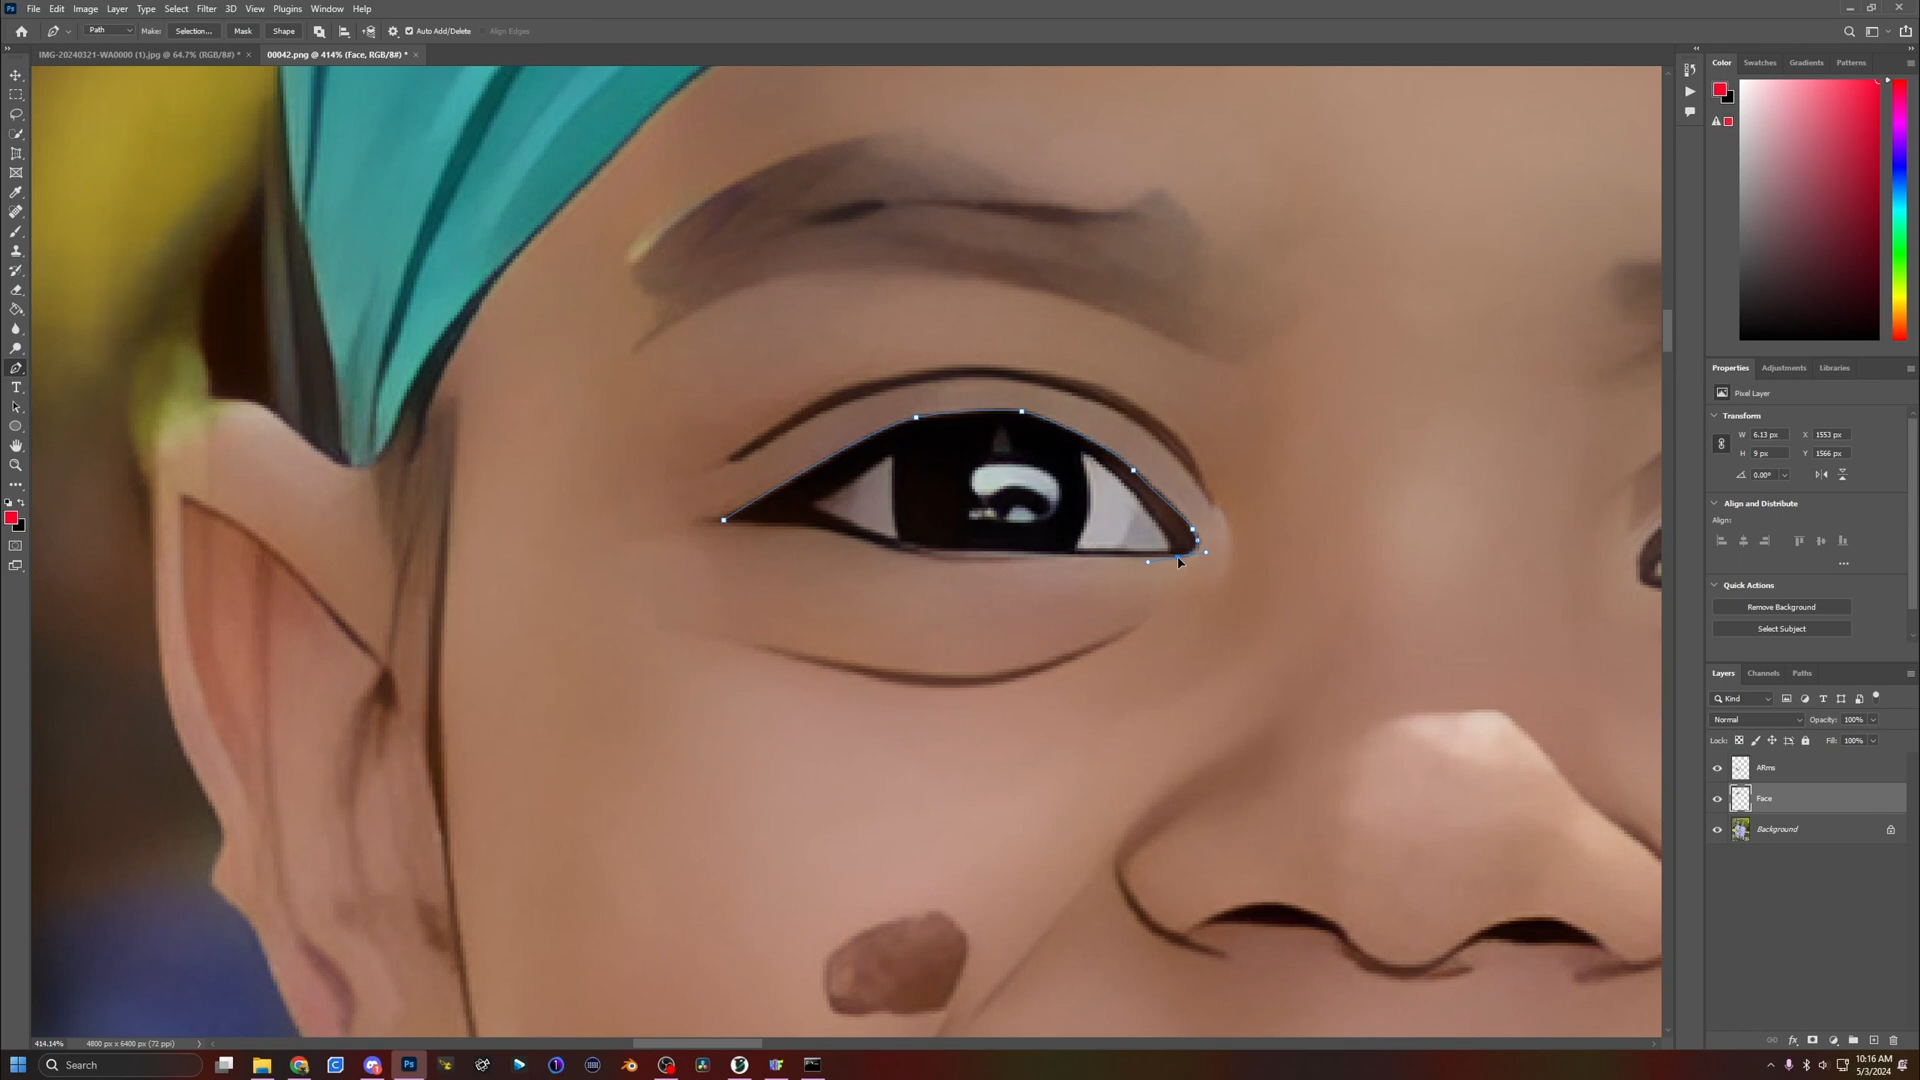 File Edit Image Layer Type Select Filter 3D View Plugins Window Help
Path Make: Selection... Mask Shape Auto Add/Delete Align Edges
IMG-20240321-WA0000 (1).jpg @ 64.7% (RGB/8#) * × 00042.png @ 414% (Face, RGB/8#) * ×
Color Swatches Gradients Patterns
Properties Adjustments Libraries
Pixel Layer
Transform
W 6.13 px X 1553 px
H 9 px Y 1566 px
0.00°
Align and Distribute
Align:
Quick Actions
Remove Background
Select Subject
Layers Channels Paths
Kind
Normal Opacity: 100%
Lock: Fill: 100%
ARms
Face
Background
414.14% 4800 px x 6400 px (72 ppi)
Search
10:16 AM
5/3/2024